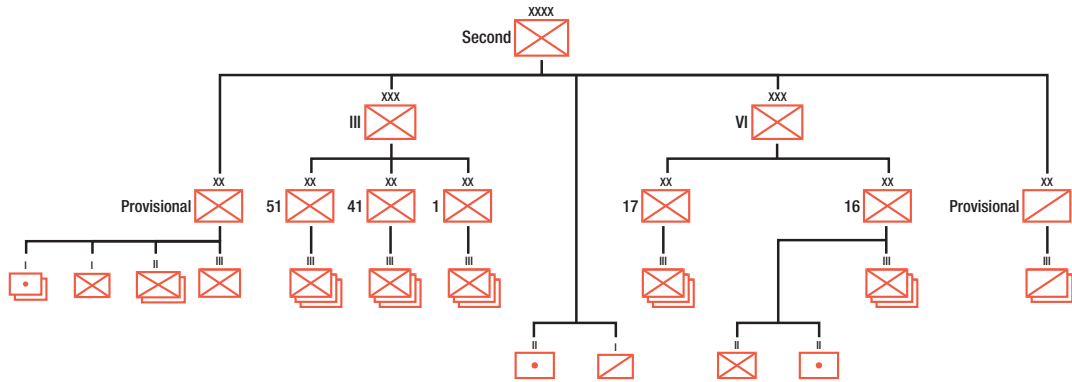 XXXX
Second
XXX
XXX
III
VI
XX
XX
XX
XX
XX
XX
XX
Provisional
51
41
1
17
16
Provisional
I
I
II
III
III
III
III
III
III
III
II
I
II
II